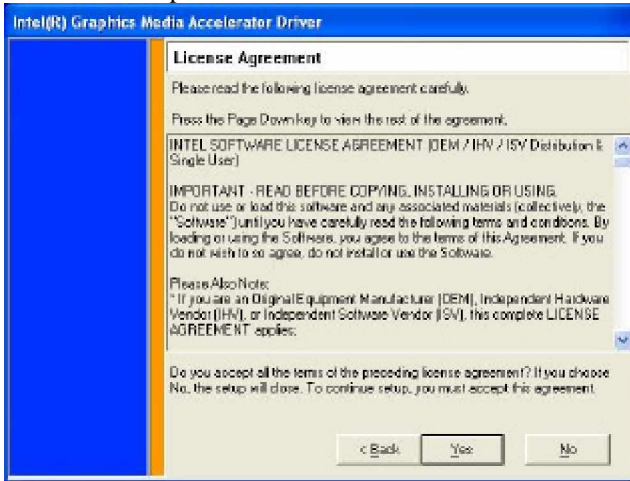 Intel(R) Graphics Media Accelerator Driver
License Agreement
Please read the following license agreement carefully.
Press the Page Down key to view the rest of the agreement.
INTEL SOFTWARE LICENSE AGREEMENT (OEM / IHV / ISV Distribution &
Single User)
IMPORTANT - READ BEFORE COPYING, INSTALLING OR USING.
Do not use or load this software and any associated materials (collectively, the
"Software") until you have carefully read the following terms and conditions. By
loading or using the Software, you agree to the terms of this Agreement. If you
do not wish to so agree, do not install or use the Software.
Please Also Note:
* If you are an Original Equipment Manufacturer (OEM), Independent Hardware
Vendor (IHV), or Independent Software Vendor (ISV), this complete LICENSE
AGREEMENT applies;
Do you accept all the terms of the preceding license agreement? If you choose
No, the setup will close. To continue setup, you must accept this agreement.
< Back
Yes
No